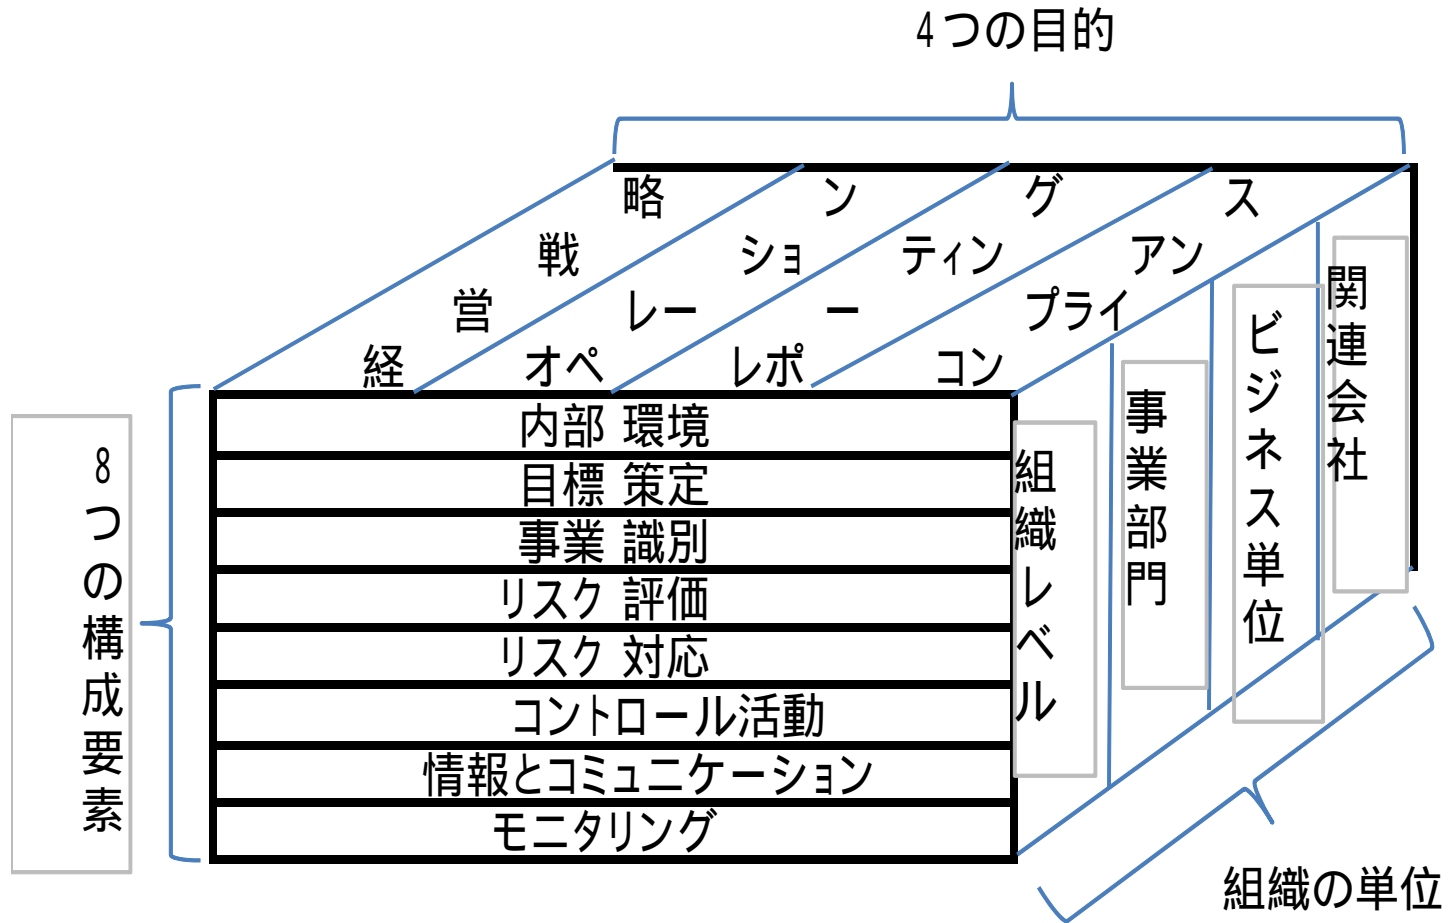 4つの目的
経営戦略
オペレーション
レポーティング
コンプライアンス
8つの構成要素
内部 環境
目標 策定
事業 識別
リスク 評価
リスク 対応
コントロール活動
情報とコミュニケーション
モニタリング
組織レベル
事業部門
ビジネス単位
関連会社
組織の単位